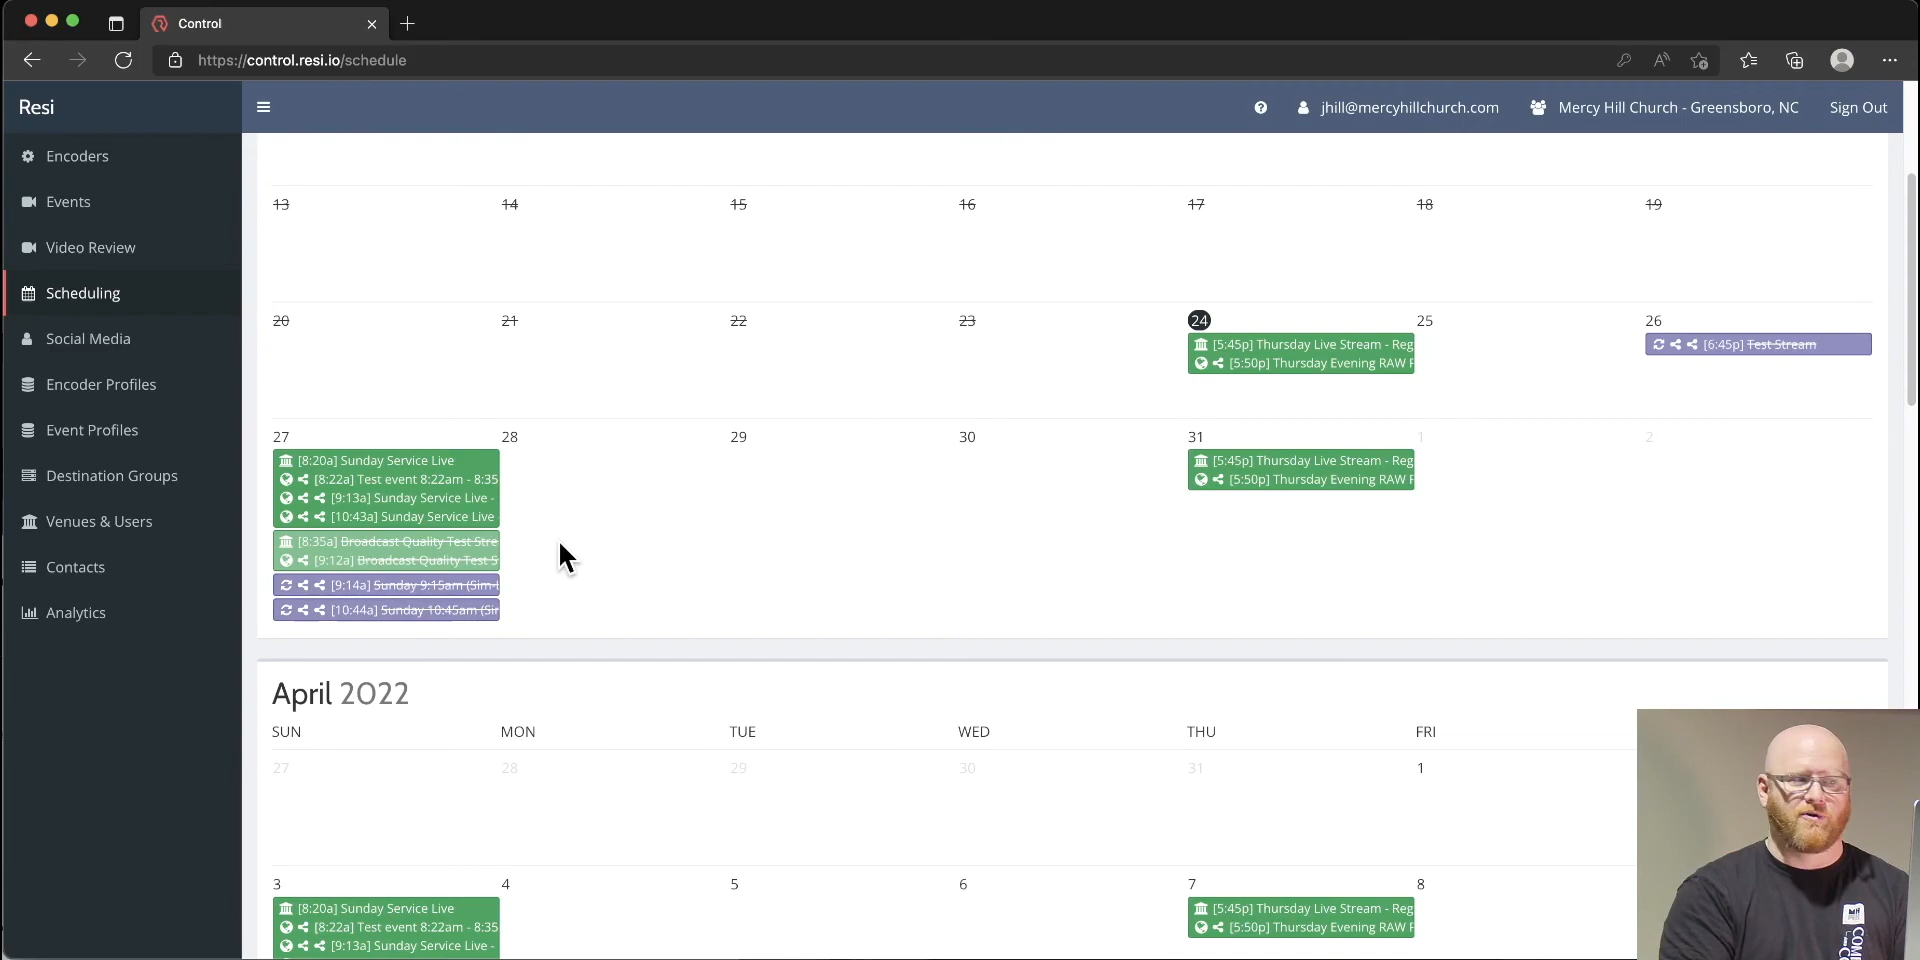 Control
https://control.resi.io/schedule
Resi
jhill@mercyhillchurch.com
Mercy Hill Church - Greensboro, NC
Sign Out
Encoders
Events
Video Review
Scheduling
Social Media
Encoder Profiles
Event Profiles
Destination Groups
Venues & Users
Contacts
Analytics
13 14 15 16 17 18 19
20 21 22 23 24 25 26
[5:45p] Thursday Live Stream - Reg
[5:50p] Thursday Evening RAW
[6:45p] Test Stream
27 28 29 30 31 1 2
[8:20a] Sunday Service Live
[8:22a] Test event 8:22am - 8:35
[9:13a] Sunday Service Live -
[10:43a] Sunday Service Live
[8:35a] Broadcast Quality Test Stre
[9:12a] Broadcast Quality Test S
[9:14a] Sunday 9:15am (Sim-
[10:44a] Sunday 10:45am (Sir
[5:45p] Thursday Live Stream - Reg
[5:50p] Thursday Evening RAW
April 2022
SUN MON TUE WED THU FRI
27 28 29 30 31 1
3 4 5 6 7 8
[8:20a] Sunday Service Live
[8:22a] Test event 8:22am - 8:35
[9:13a] Sunday Service Live -
[5:45p] Thursday Live Stream - Reg
[5:50p] Thursday Evening RAW